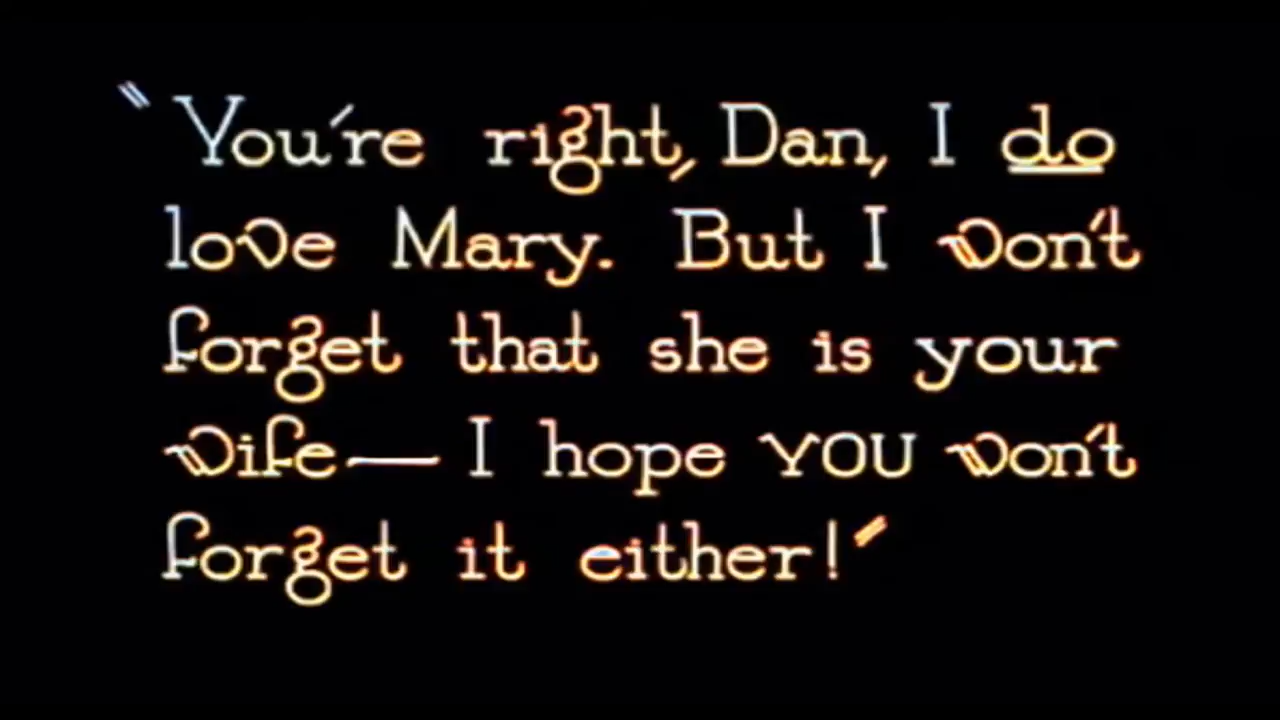 "You're right, Dan, I do
love Mary. But I won't
forget that she is your
wife— I hope YOU won't
forget it either!"